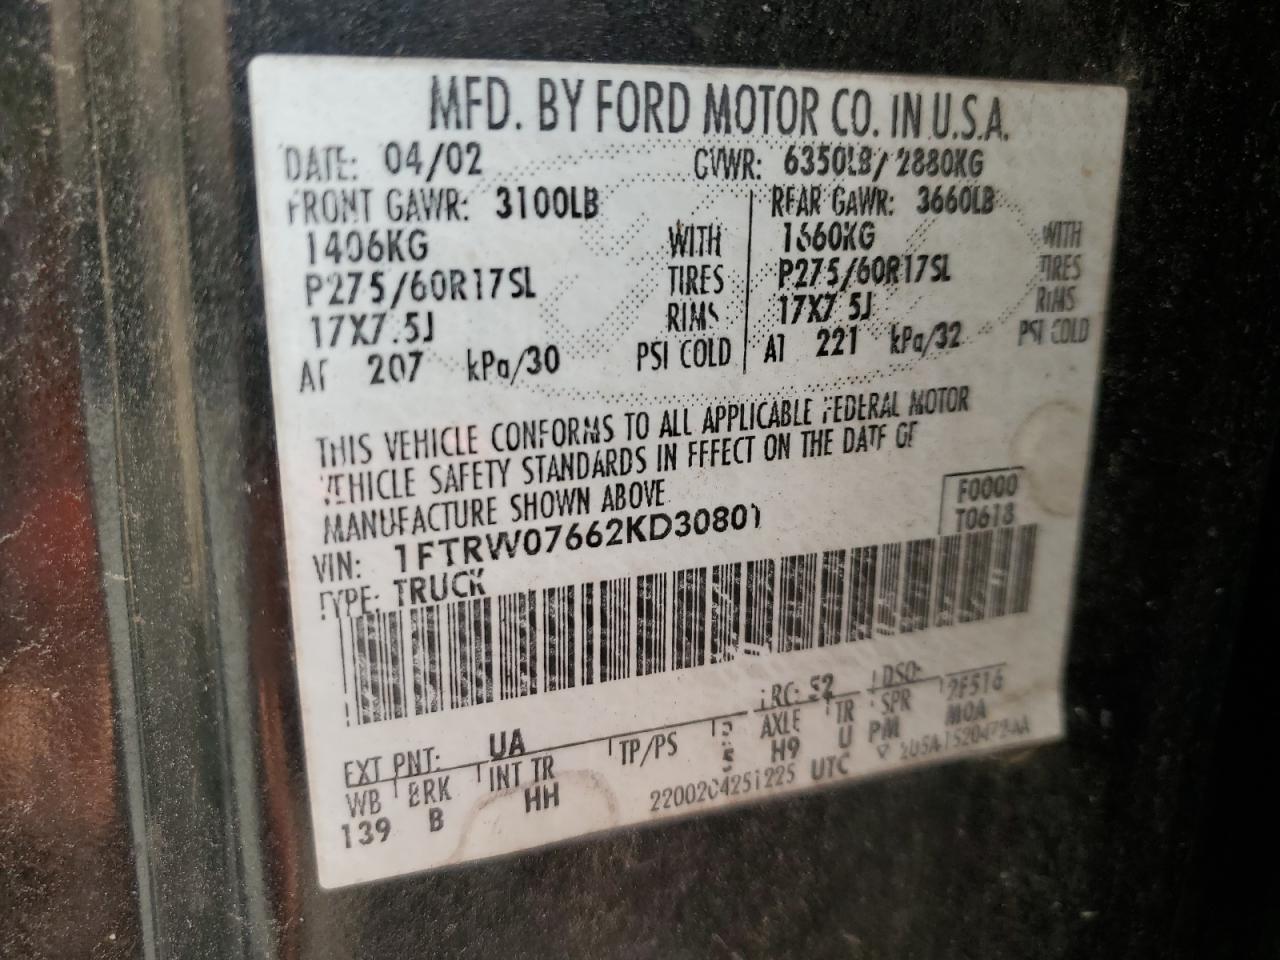 MFD. BY FORD MOTOR CO. IN U.S.A.
DATE: 04/02 GVWR: 6350LB/2880KG
FRONT GAWR: 3100LB REAR GAWR: 3660LB
1406KG WITH 1660KG WITH
P275/60R17SL TIRES P275/60R17SL TIRES
17X7.5J RIMS 17X7.5J RIMS
AT 207 kPa/30 PSI COLD AT 221 kPa/32 PSI COLD
THIS VEHICLE CONFORMS TO ALL APPLICABLE FEDERAL MOTOR
VEHICLE SAFETY STANDARDS IN EFFECT ON THE DATE OF
MANUFACTURE SHOWN ABOVE
F0000
T0618
VIN: 1FTRW07662KD30801
TYPE: TRUCK
EXT PNT: UA RC: 52 DSO:
WB BRK INT TR TP/PS AXLE TR SPR
139 B HH 5 H9 U PM MOA
UTC